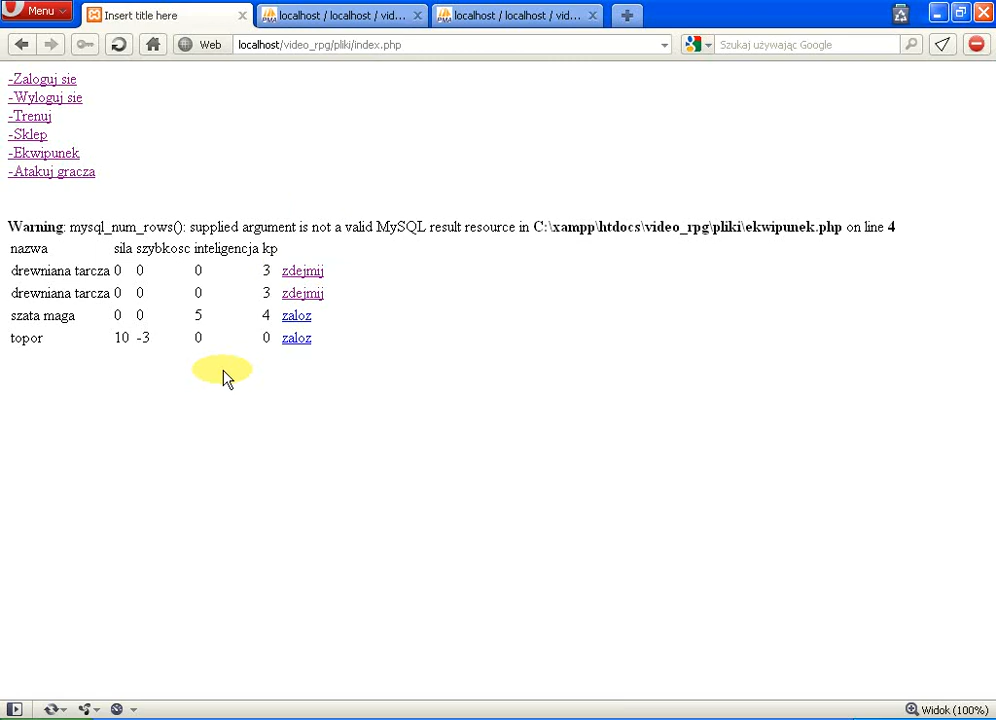 Menu
Insert title here
localhost / localhost / vid...
localhost / localhost / vid...
Web
localhost/video_rpg/pliki/index.php
Szukaj używając Google
-Zaloguj sie
-Wyloguj sie
-Trenuj
-Sklep
-Ekwipunek
-Atakuj gracza
Warning: mysql_num_rows(): supplied argument is not a valid MySQL result resource in C:\xampp\htdocs\video_rpg\pliki\ekwipunek.php on line 4
nazwa sila szybkosc inteligencja kp
drewniana tarcza 0 0 0 3 zdejmij
drewniana tarcza 0 0 0 3 zdejmij
szata maga 0 0 5 4 zaloz
topor 10 -3 0 0 zaloz
Widok (100%)